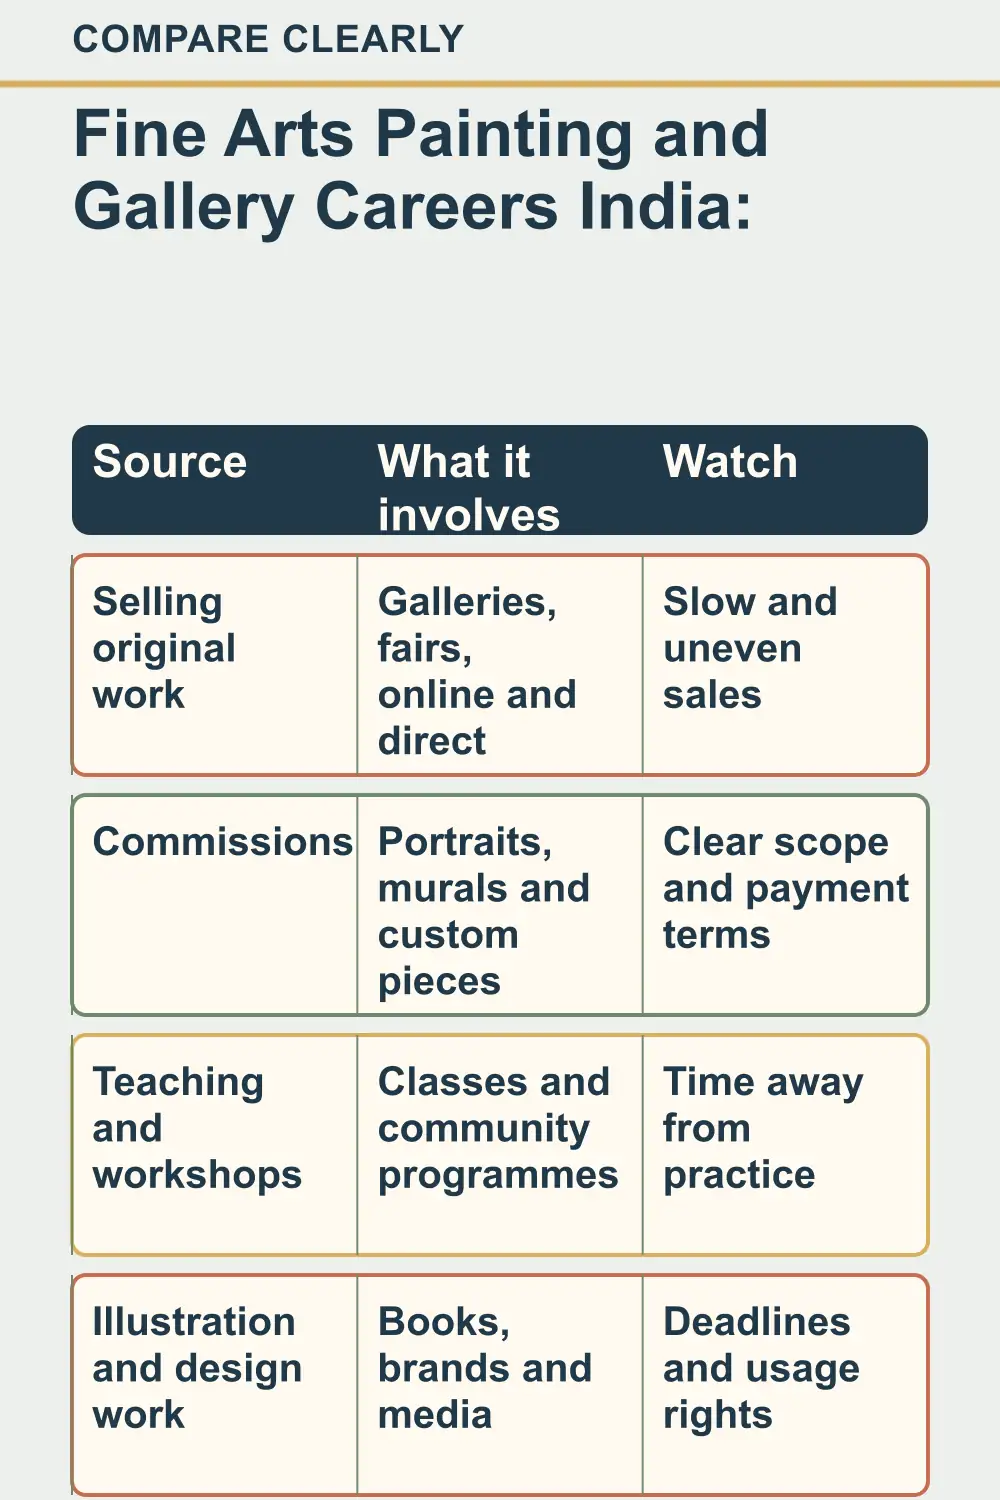 COMPARE CLEARLY
Fine Arts Painting and
Gallery Careers India:
Source
What it
involves
Watch
Selling
original
work
Galleries,
fairs,
online and
direct
Slow and
uneven
sales
Commissions
Portraits,
murals and
custom
pieces
Clear scope
and payment
terms
Teaching
and
workshops
Classes and
community
programmes
Time away
from
practice
Illustration
and design
work
Books,
brands and
media
Deadlines
and usage
rights